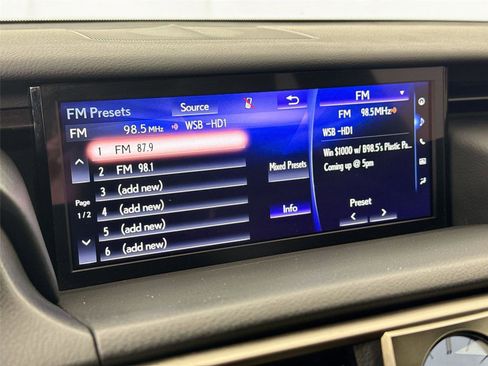 FM Presets
Source
FM 98.5 MHz WSB -HD1
1 FM 87.9
2 FM 98.1
3 (add new)
4 (add new)
5 (add new)
6 (add new)
Page
1/2
Mixed Presets
Info
FM
FM 98.5MHz
WSB -HD1
Win $1000 w/ B98.5's Plastic Pa...
Coming up @ 5pm
Preset